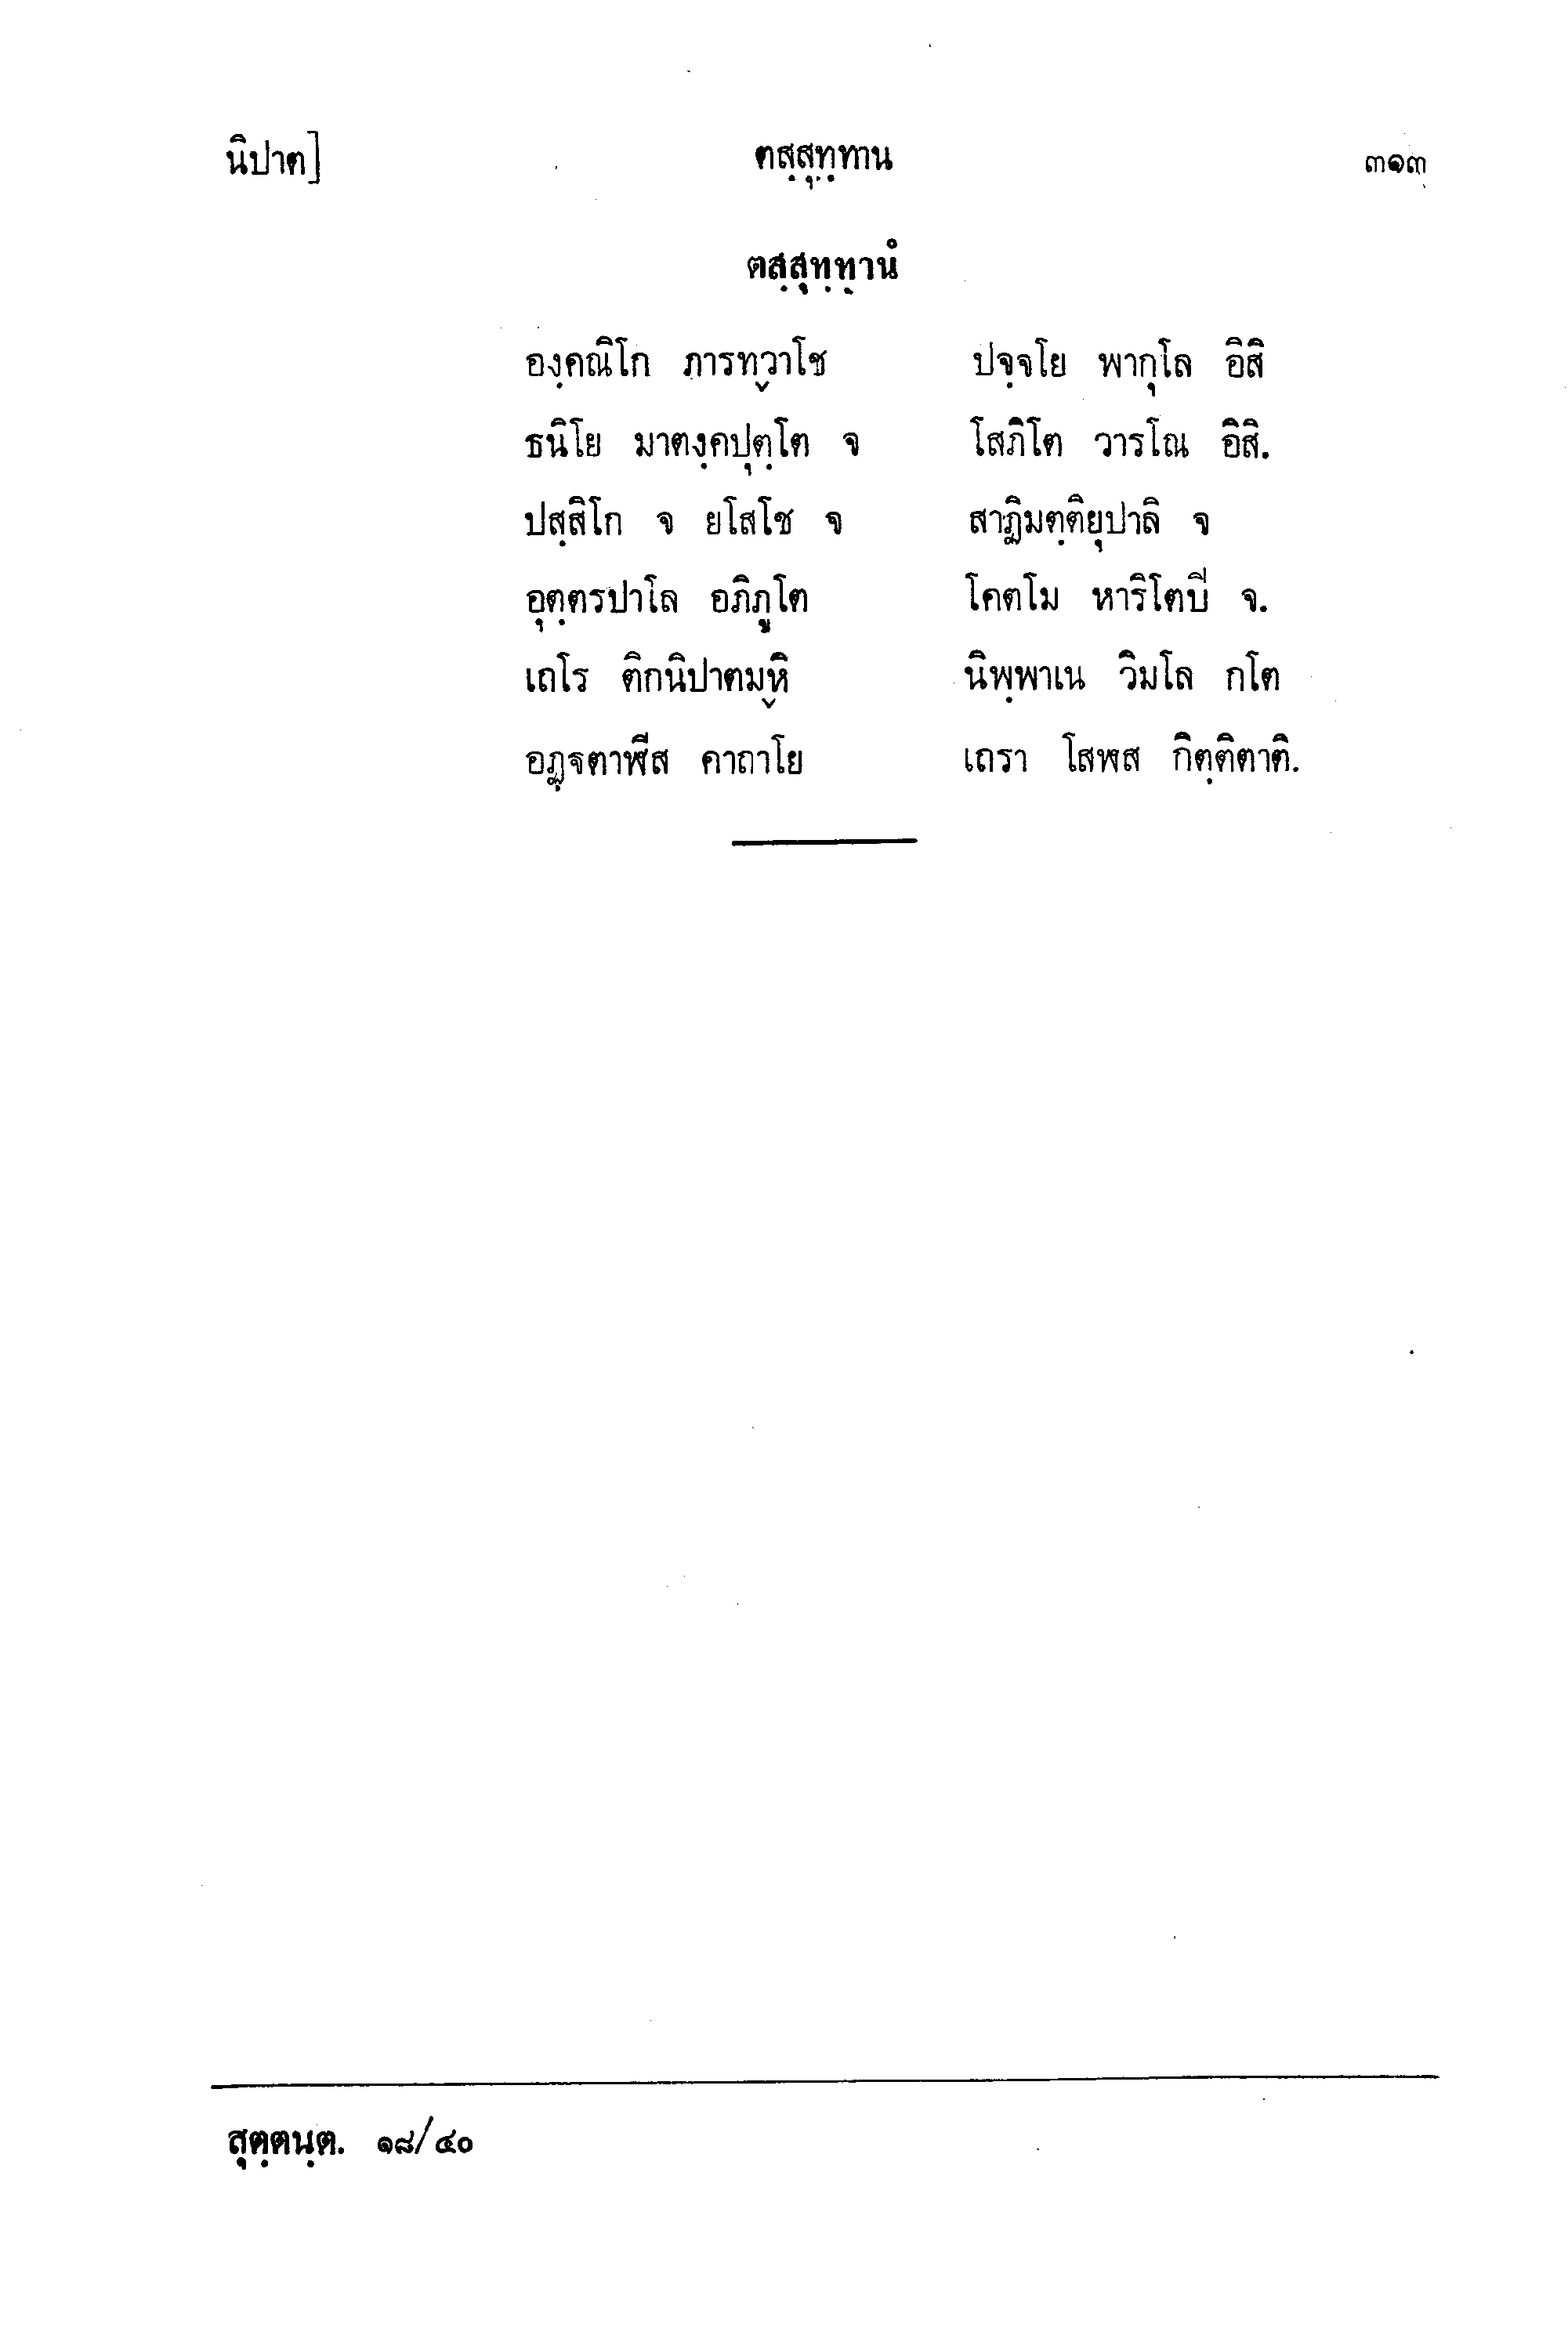 นิปาต] ตสฺสุทฺทาน ๓๑๓
ตสฺสุทฺทานํ
องฺคณิโก ภารทฺวาโช ปจฺจโย พากุโล อิสิ
ธนิโย มาตงฺคปุตฺโต จ โสภิโต วารโณ อิสิ.
ปสฺสิโก จ ยโสโช จ สาฏิมตฺติยุปาลิ จ
อุตฺตรปาโล อภิภูโต โคตโม หาริโตปี จ.
เถโร ติกนิปาตมฺหิ นิพฺพาเน วิมโล กโต
อฏฺจตาฬีส คาถาโย เถรา โสฬส กิตฺติตาติ.
สุตฺตนฺต. ๑๘/๔๐